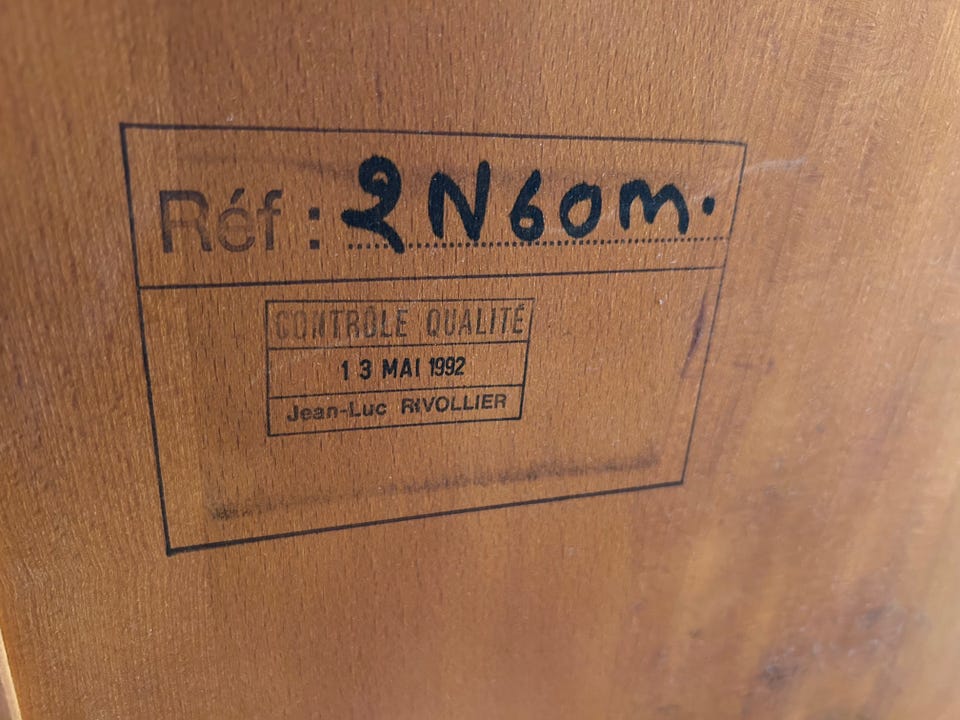 Réf : 2N60m.
CONTRÔLE QUALITÉ
13 MAI 1992
Jean-Luc RIVOLLIER